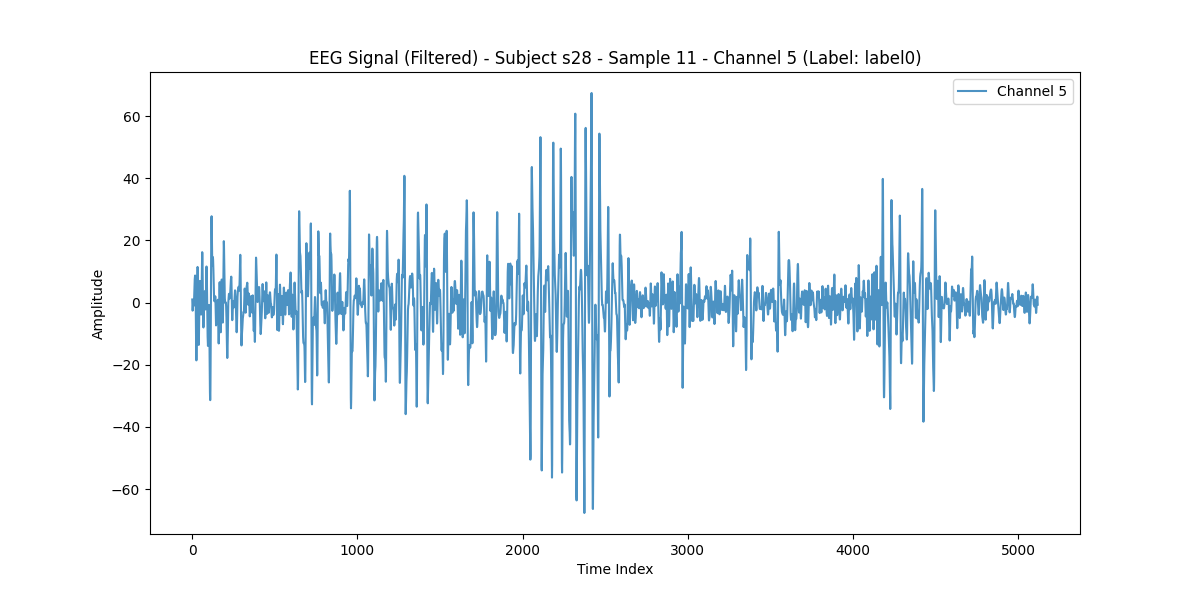 EEG Signal (Filtered) - Subject s28 - Sample 11 - Channel 5 (Label: label0)
Channel 5
60
40
20
0
−20
−40
−60
Amplitude
0 1000 2000 3000 4000 5000
Time Index